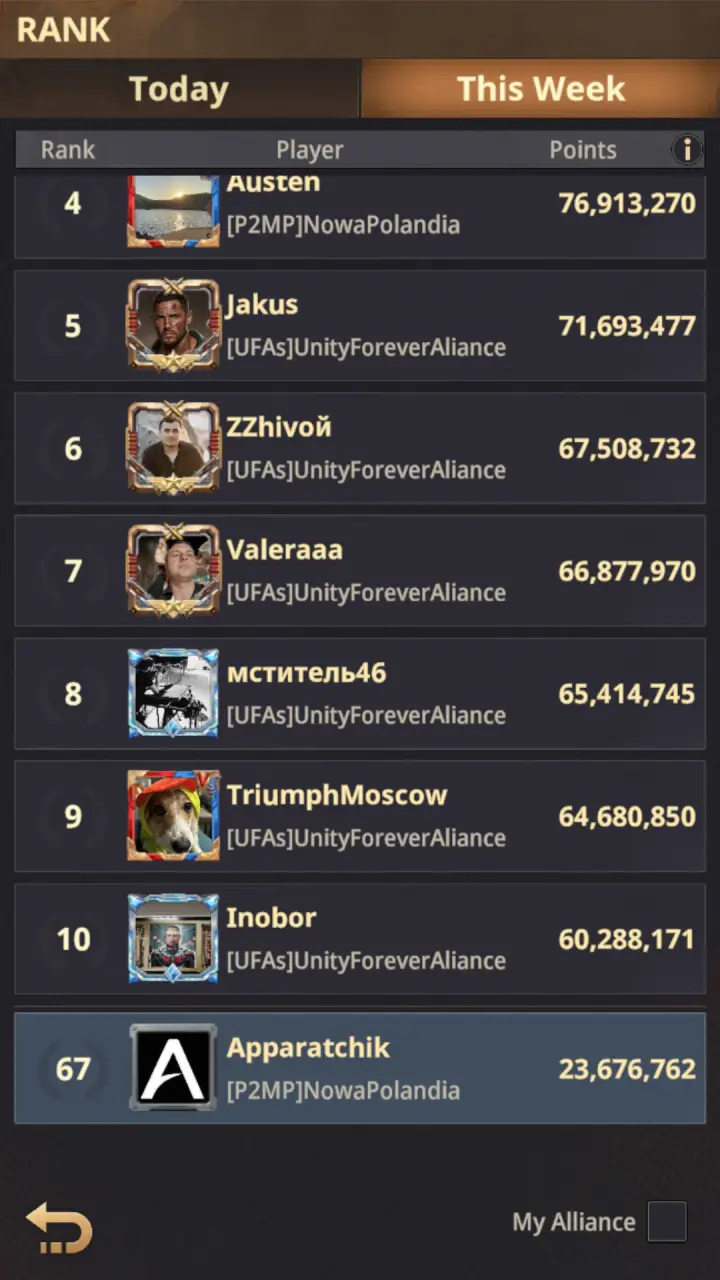 RANK
Today
This Week
Rank
Player
Points
4
Austen
[P2MP]NowaPolandia
76,913,270
5
Jakus
[UFAs]UnityForeverAliance
71,693,477
6
ZZhivoй
[UFAs]UnityForeverAliance
67,508,732
7
Valeraaa
[UFAs]UnityForeverAliance
66,877,970
8
мститель46
[UFAs]UnityForeverAliance
65,414,745
9
TriumphMoscow
[UFAs]UnityForeverAliance
64,680,850
10
Inobor
[UFAs]UnityForeverAliance
60,288,171
67
Apparatchik
[P2MP]NowaPolandia
23,676,762
My Alliance